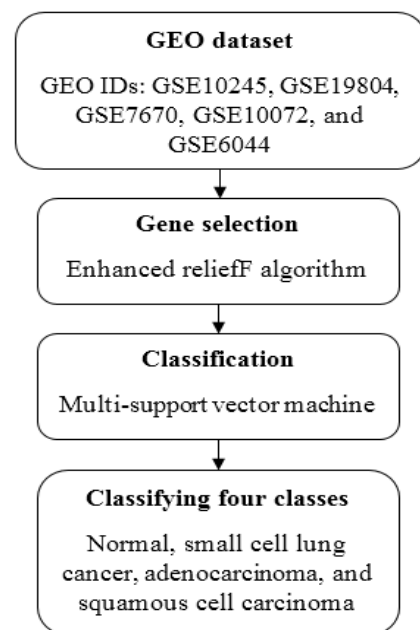 GEO dataset
GEO IDs: GSE10245, GSE19804,
GSE7670, GSE10072, and
GSE6044
Gene selection
Enhanced reliefF algorithm
Classification
Multi-support vector machine
Classifying four classes
Normal, small cell lung
cancer, adenocarcinoma, and
squamous cell carcinoma